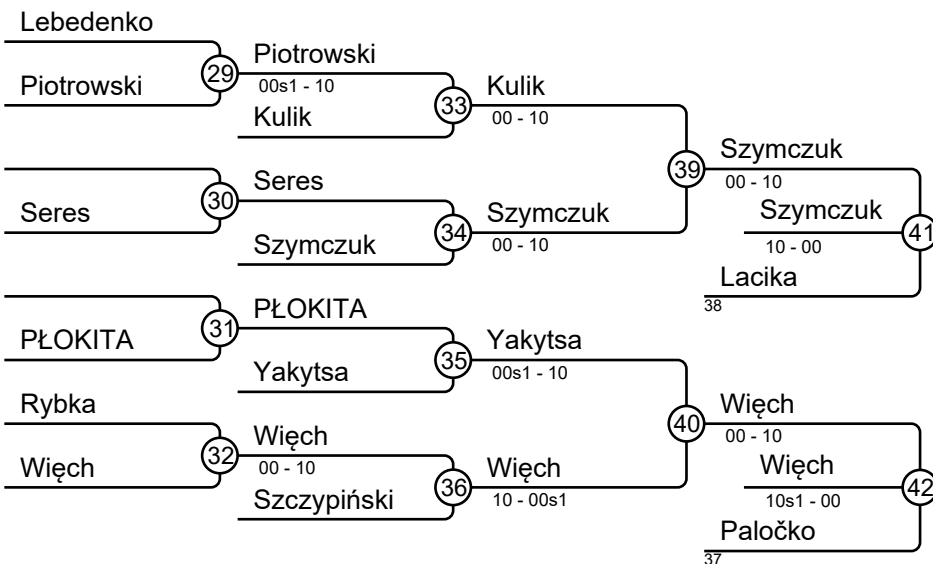 Lebedenko
29
Piotrowski
Piotrowski
00s1 - 10
33
Kulik
Kulik
00 - 10
39
Szymczuk
00 - 10
30
Seres
Seres
34
Szymczuk
Szymczuk
00 - 10
Szymczuk
10 - 00
41
Lacika
38
31
PŁOKITA
PŁOKITA
35
Yakytsa
Yakytsa
00s1 - 10
40
Więch
00 - 10
Rybka
32
Więch
Więch
00 - 10
36
Szczypiński
Więch
10 - 00s1
Więch
10s1 - 00
42
Paločko
37